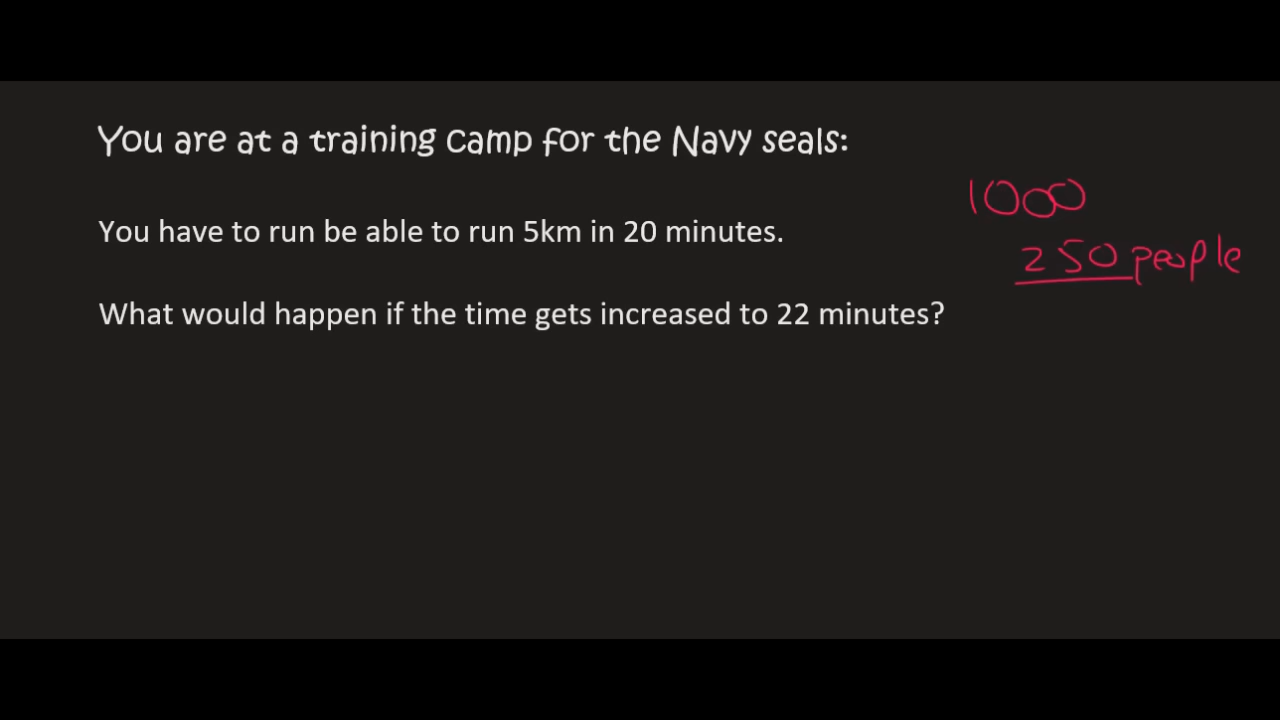 You are at a training camp for the Navy seals:
1000
You have to run be able to run 5km in 20 minutes.
250 people
What would happen if the time gets increased to 22 minutes?